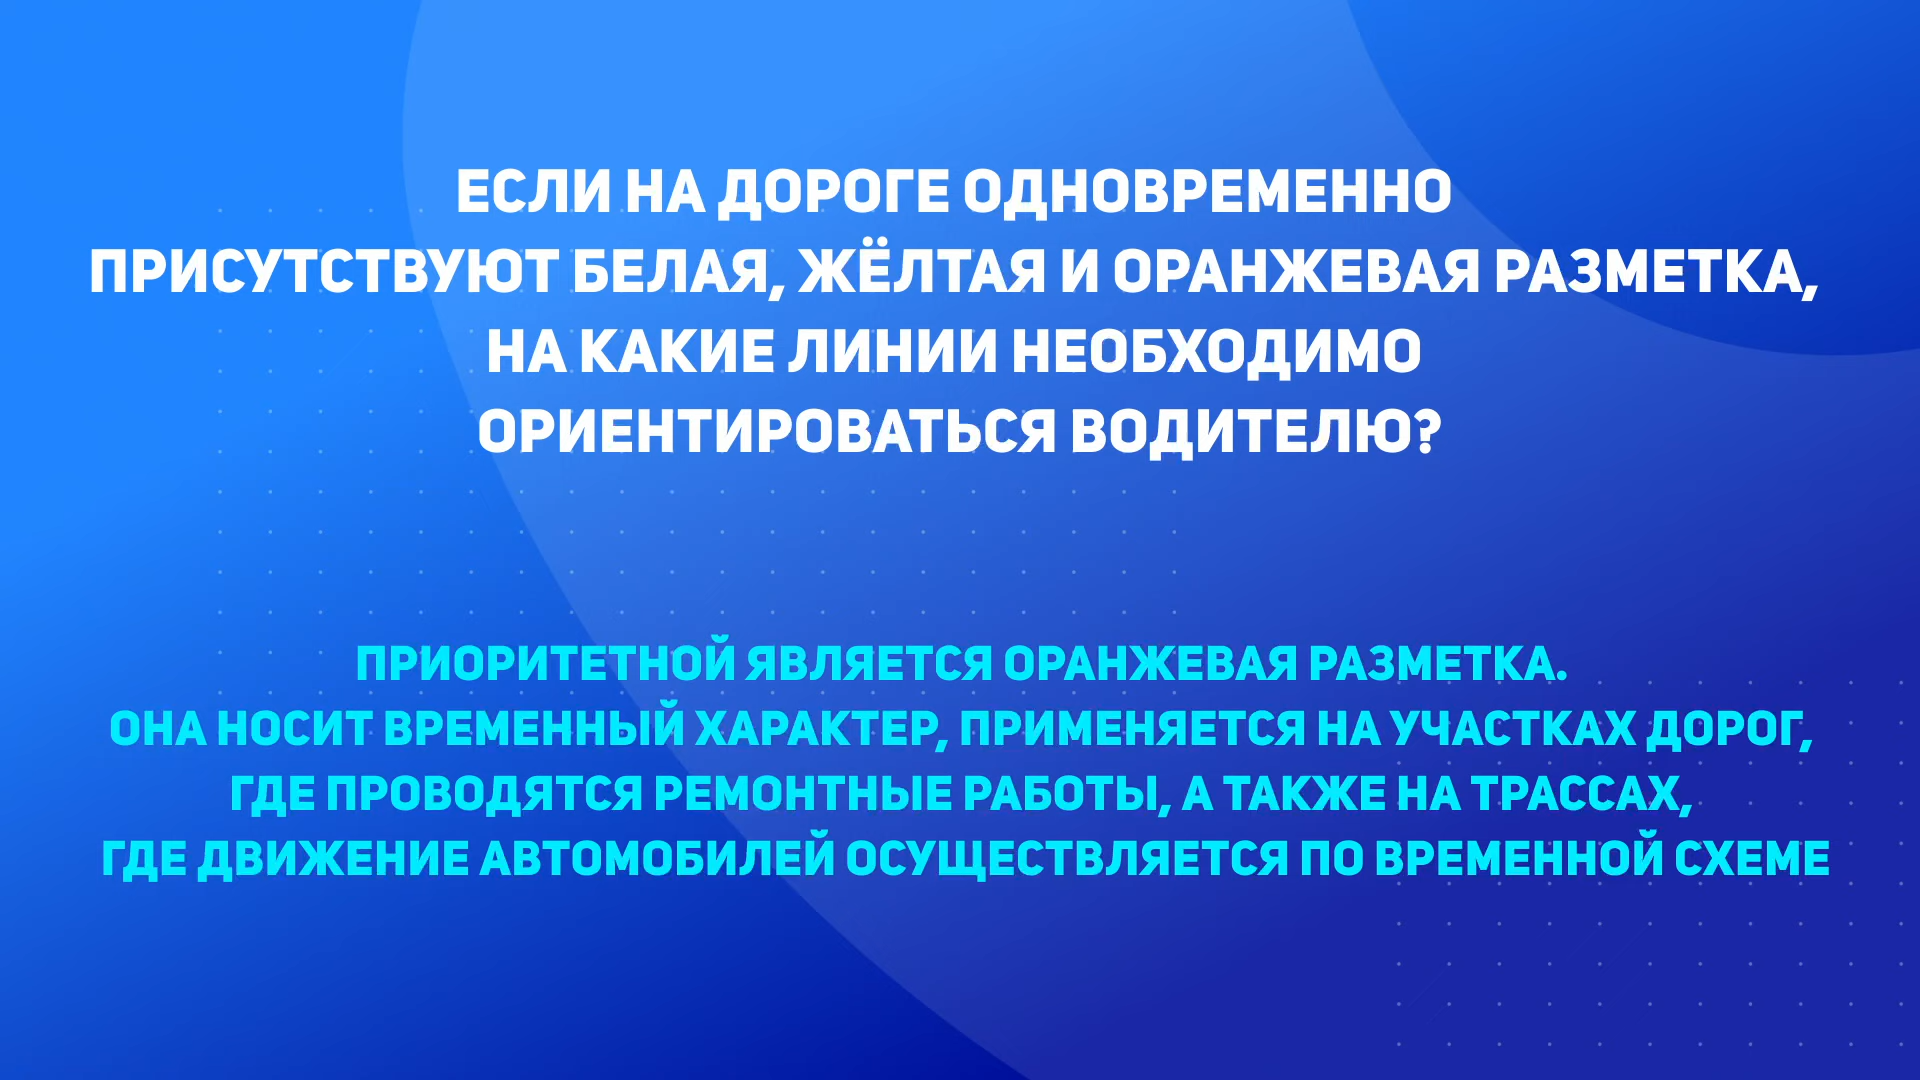 ЕСЛИ НА ДОРОГЕ ОДНОВРЕМЕННО
ПРИСУТСТВУЮТ БЕЛАЯ, ЖЁЛТАЯ И ОРАНЖЕВАЯ РАЗМЕТКА,
НА КАКИЕ ЛИНИИ НЕОБХОДИМО
ОРИЕНТИРОВАТЬСЯ ВОДИТЕЛЮ?
ПРИОРИТЕТНОЙ ЯВЛЯЕТСЯ ОРАНЖЕВАЯ РАЗМЕТКА.
ОНА НОСИТ ВРЕМЕННЫЙ ХАРАКТЕР, ПРИМЕНЯЕТСЯ НА УЧАСТКАХ ДОРОГ,
ГДЕ ПРОВОДЯТСЯ РЕМОНТНЫЕ РАБОТЫ, А ТАКЖЕ НА ТРАССАХ,
ГДЕ ДВИЖЕНИЕ АВТОМОБИЛЕЙ ОСУЩЕСТВЛЯЕТСЯ ПО ВРЕМЕННОЙ СХЕМЕ